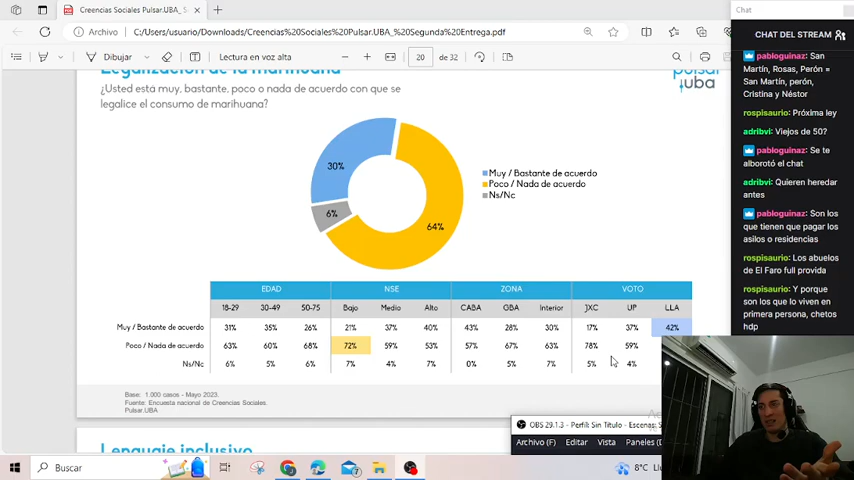 Creencias Sociales Pulsar.UBA_S
Archivo
C:/Users/usuario/Downloads/Creencias%20Sociales%20Pulsar.UBA_%20Segunda%20Entrega.pdf
Dibujar
Lectura en voz alta
20
de 32
Legalización de la marihuana
¿Usted está muy, bastante, poco o nada de acuerdo con que se
legalice el consumo de marihuana?
pulsar
.uba
30%
6%
64%
Muy / Bastante de acuerdo
Poco / Nada de acuerdo
Ns/Nc
EDAD NSE ZONA VOTO
18-29 30-49 50-75 Bajo Medio Alto CABA GBA Interior JXC UP LLA
Muy / Bastante de acuerdo 31% 35% 26% 21% 37% 40% 43% 28% 30% 17% 37% 42%
Poco / Nada de acuerdo 63% 60% 68% 72% 59% 53% 57% 67% 63% 78% 59%
Ns/Nc 6% 5% 6% 7% 4% 7% 0% 5% 7% 5% 4%
Base: 1.000 casos - Mayo 2023.
Fuente: Encuesta nacional de Creencias Sociales.
Pulsar.UBA
Lenguaje inclusivo
OBS 29.1.3 - Perfil: Sin Título - Escenas: S
Archivo (F) Editar Vista Paneles (D
Buscar
7
8°C
Chat
CHAT DEL STREAM
pabloguinaz: San
Martín, Rosas, Perón =
San Martín, perón,
Cristina y Néstor
rospisaurio: Próxima ley
adribvi: Viejos de 50?
pabloguinaz: Se te
alborotó el chat
adribvi: Quieren heredar
antes
pabloguinaz: Son los
que tienen que pagar los
asilos o residencias
rospisaurio: Los abuelos
de El Faro full provida
rospisaurio: Y porque
son los que lo viven en
primera persona, chetos
hdp